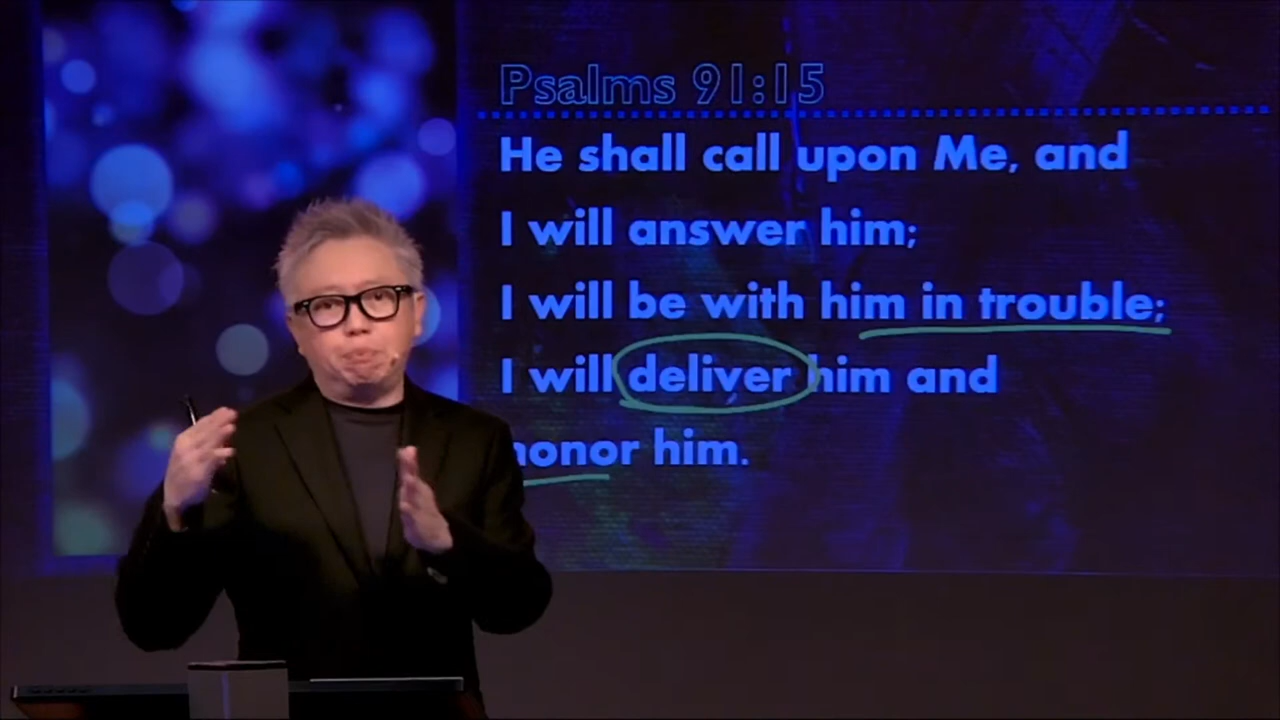 Psalms 91:15
He shall call upon Me, and
I will answer him;
I will be with him in trouble;
I will deliver him and
honor him.